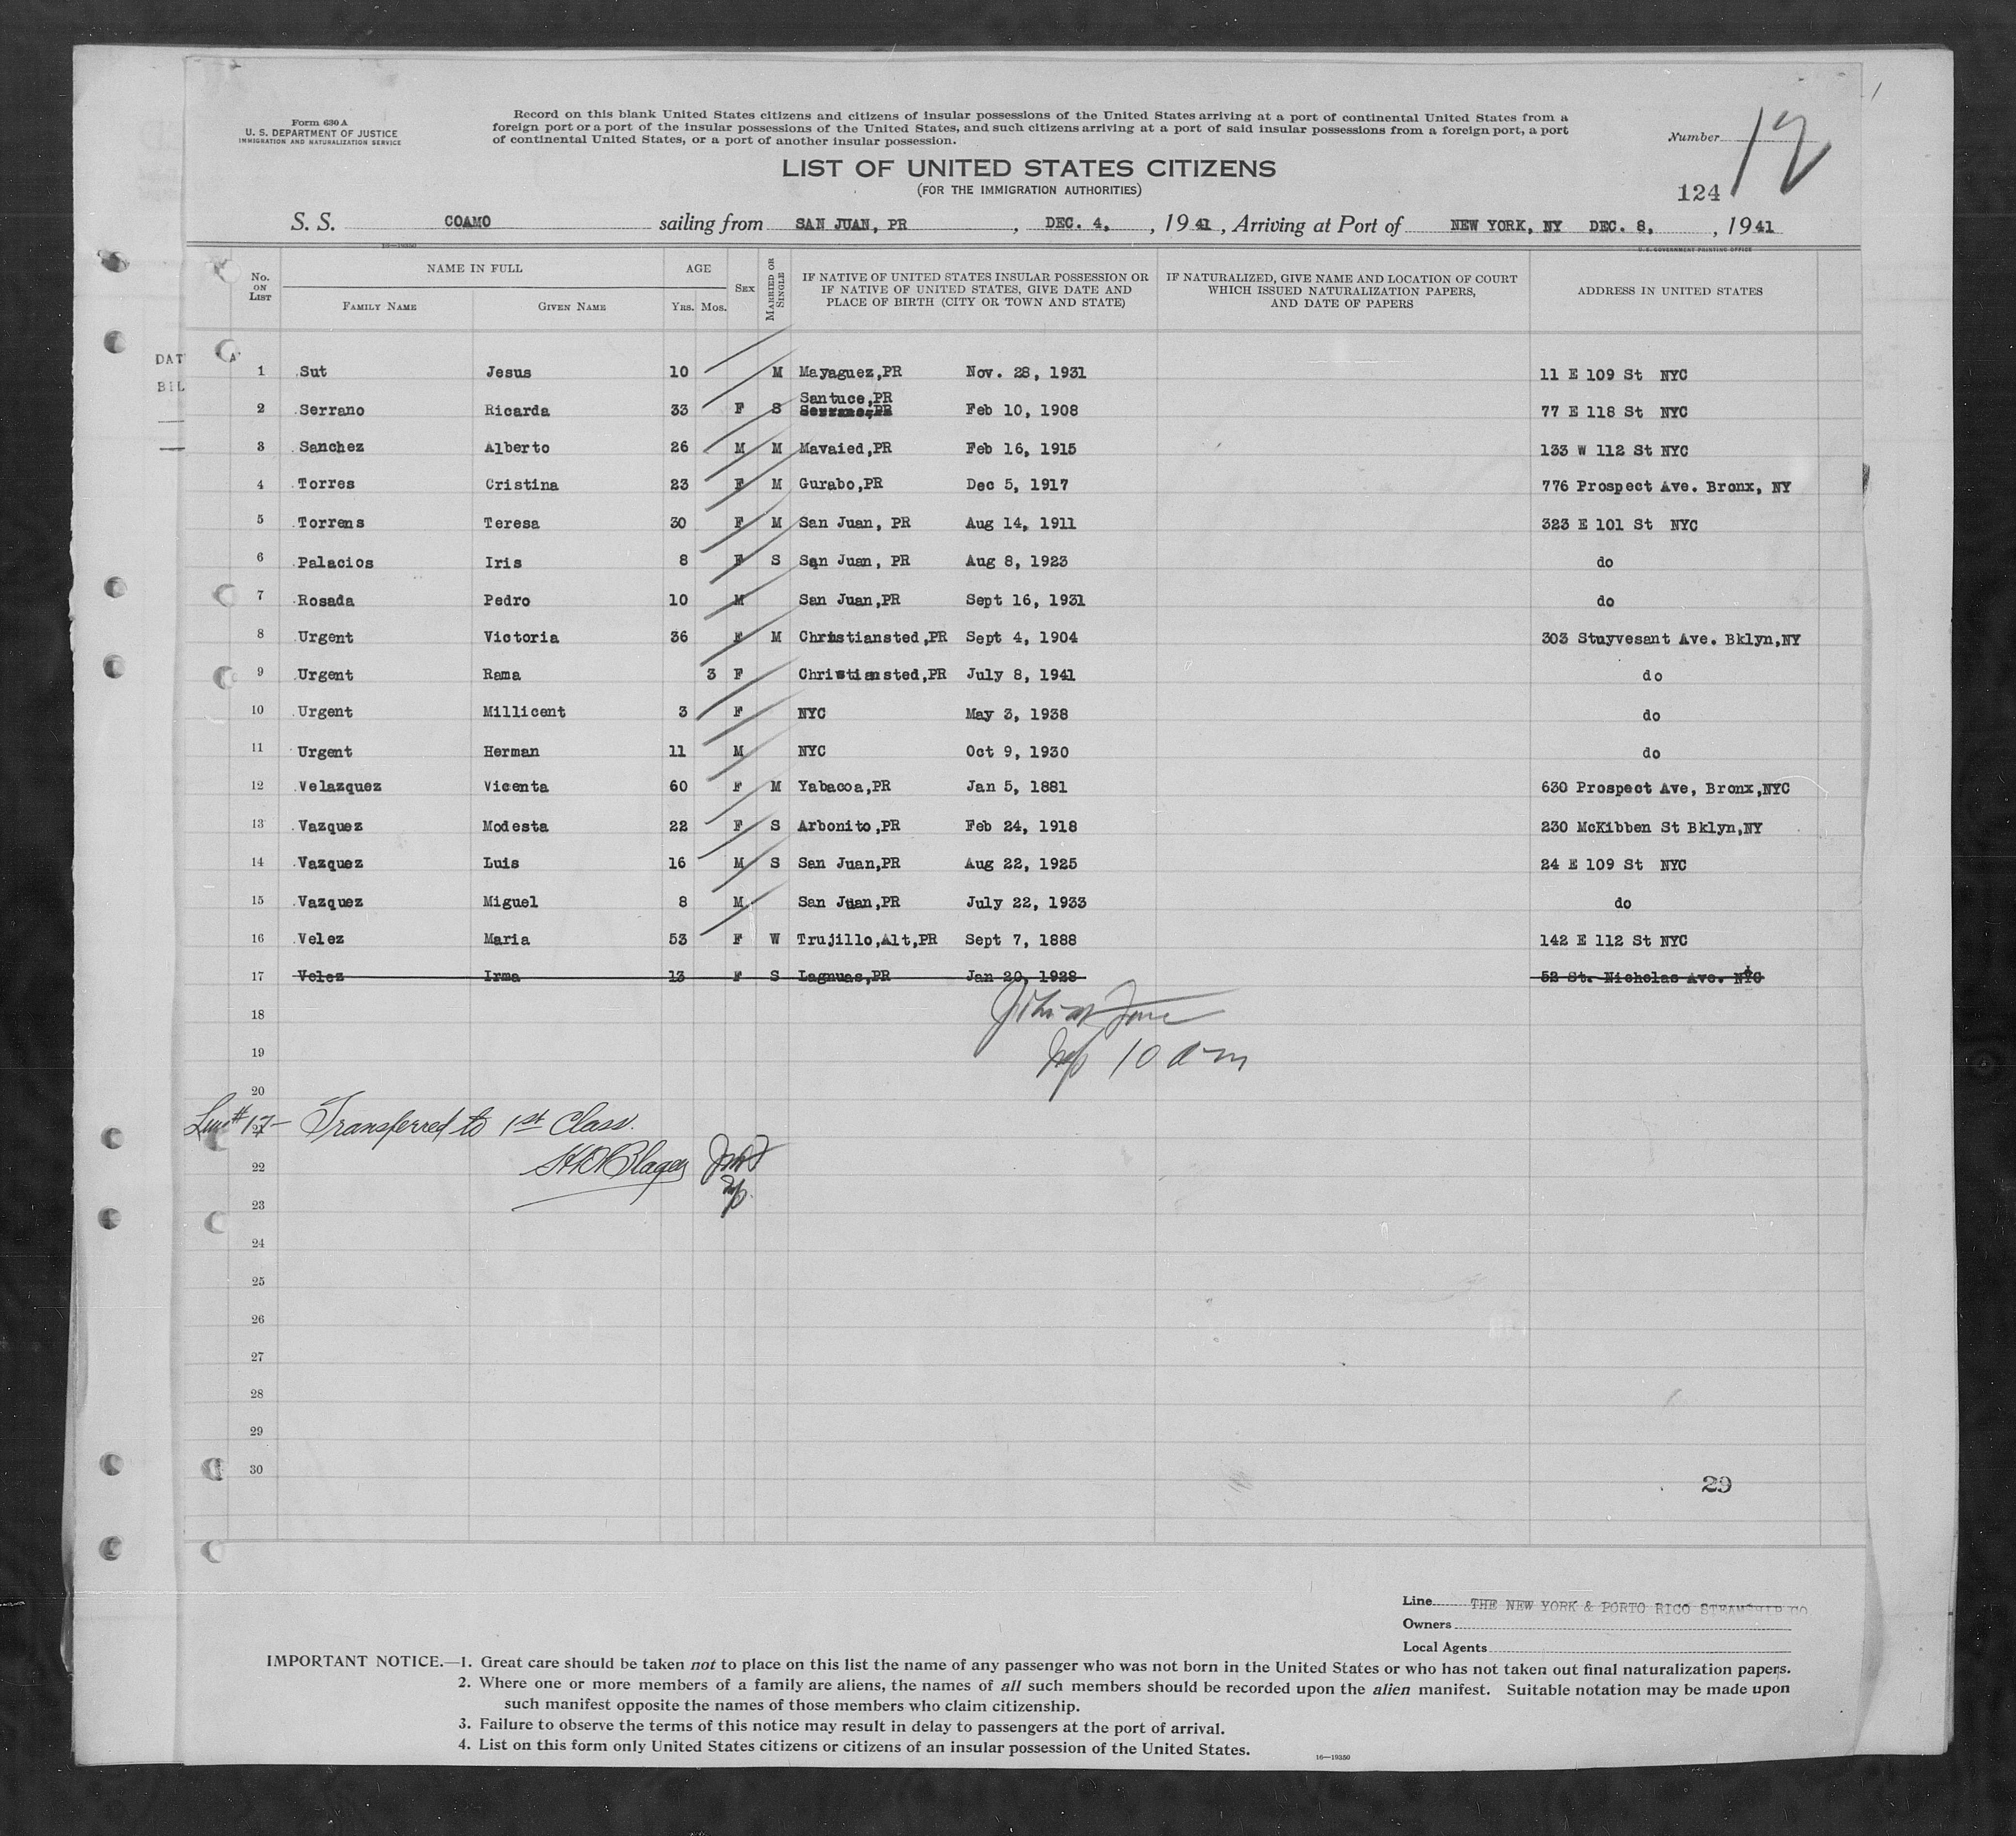 Form 630 A
U. S. DEPARTMENT OF JUSTICE
IMMIGRATION AND NATURALIZATION SERVICE
Record on this blank United States citizens and citizens of insular possessions of the United States arriving at a port of continental United States from a
foreign port or a port of the insular possessions of the United States, and such citizens arriving at a port of said insular possessions from a foreign port, a port
of continental United States, or a port of another insular possession.
Number 12
LIST OF UNITED STATES CITIZENS
(FOR THE IMMIGRATION AUTHORITIES)
124
S. S. COAMO sailing from SAN JUAN, PR , DEC. 4, , 1941 , Arriving at Port of NEW YORK, NY DEC. 8, , 1941
16—19350
U.S. GOVERNMENT PRINTING OFFICE
No. ON LIST NAME IN FULL FAMILY NAME GIVEN NAME AGE YRS. MOS. SEX MARRIED OR SINGLE IF NATIVE OF UNITED STATES INSULAR POSSESSION OR IF NATIVE OF UNITED STATES, GIVE DATE AND PLACE OF BIRTH (CITY OR TOWN AND STATE) IF NATURALIZED, GIVE NAME AND LOCATION OF COURT WHICH ISSUED NATURALIZATION PAPERS, AND DATE OF PAPERS ADDRESS IN UNITED STATES
DAT
BIL
1 Sut Jesus 10 M Mayaguez,PR Nov. 28, 1931 11 E 109 St NYC
Santuce,PR
2 Serrano Ricarda 33 F S Feb 10, 1908 77 E 118 St NYC
3 Sanchez Alberto 26 M M Mavaied,PR Feb 16, 1915 133 W 112 St NYC
4 Torres Cristina 23 F M Gurabo,PR Dec 5, 1917 776 Prospect Ave. Bronx, NY
5 Torrens Teresa 30 F M San Juan, PR Aug 14, 1911 323 E 101 St NYC
6 Palacios Iris 8 F S San Juan, PR Aug 8, 1923 do
7 Rosada Pedro 10 M San Juan,PR Sept 16, 1931 do
8 Urgent Victoria 36 F M Christiansted,PR Sept 4, 1904 303 Stuyvesant Ave. Bklyn,NY
9 Urgent Rama 3 F Christiansted,PR July 8, 1941 do
10 Urgent Millicent 3 F NYC May 3, 1938 do
11 Urgent Herman 11 M NYC Oct 9, 1930 do
12 Velazquez Vicenta 60 F M Yabacoa,PR Jan 5, 1881 630 Prospect Ave, Bronx,NYC
13 Vazquez Modesta 22 F S Arbonito,PR Feb 24, 1918 230 McKibben St Bklyn,NY
14 Vazquez Luis 16 M S San Juan,PR Aug 22, 1925 24 E 109 St NYC
15 Vazquez Miguel 8 M San Juan,PR July 22, 1933 do
16 Velez Maria 53 F W Trujillo,Alt,PR Sept 7, 1888 142 E 112 St NYC
17 Velez Irma 13 F S Lagnuas,PR Jan 20, 1928 52 St. Nicholas Ave. NYC
18
19 10 am
20
21 Line #17- Transferred to 1st Class.
22
23
24
25
26
27
28
29
30
29
Line THE NEW YORK & PORTO RICO STEAMSHIP CO
Owners
Local Agents
IMPORTANT NOTICE.—1. Great care should be taken not to place on this list the name of any passenger who was not born in the United States or who has not taken out final naturalization papers.
2. Where one or more members of a family are aliens, the names of all such members should be recorded upon the alien manifest. Suitable notation may be made upon
such manifest opposite the names of those members who claim citizenship.
3. Failure to observe the terms of this notice may result in delay to passengers at the port of arrival.
4. List on this form only United States citizens or citizens of an insular possession of the United States.
16—19350